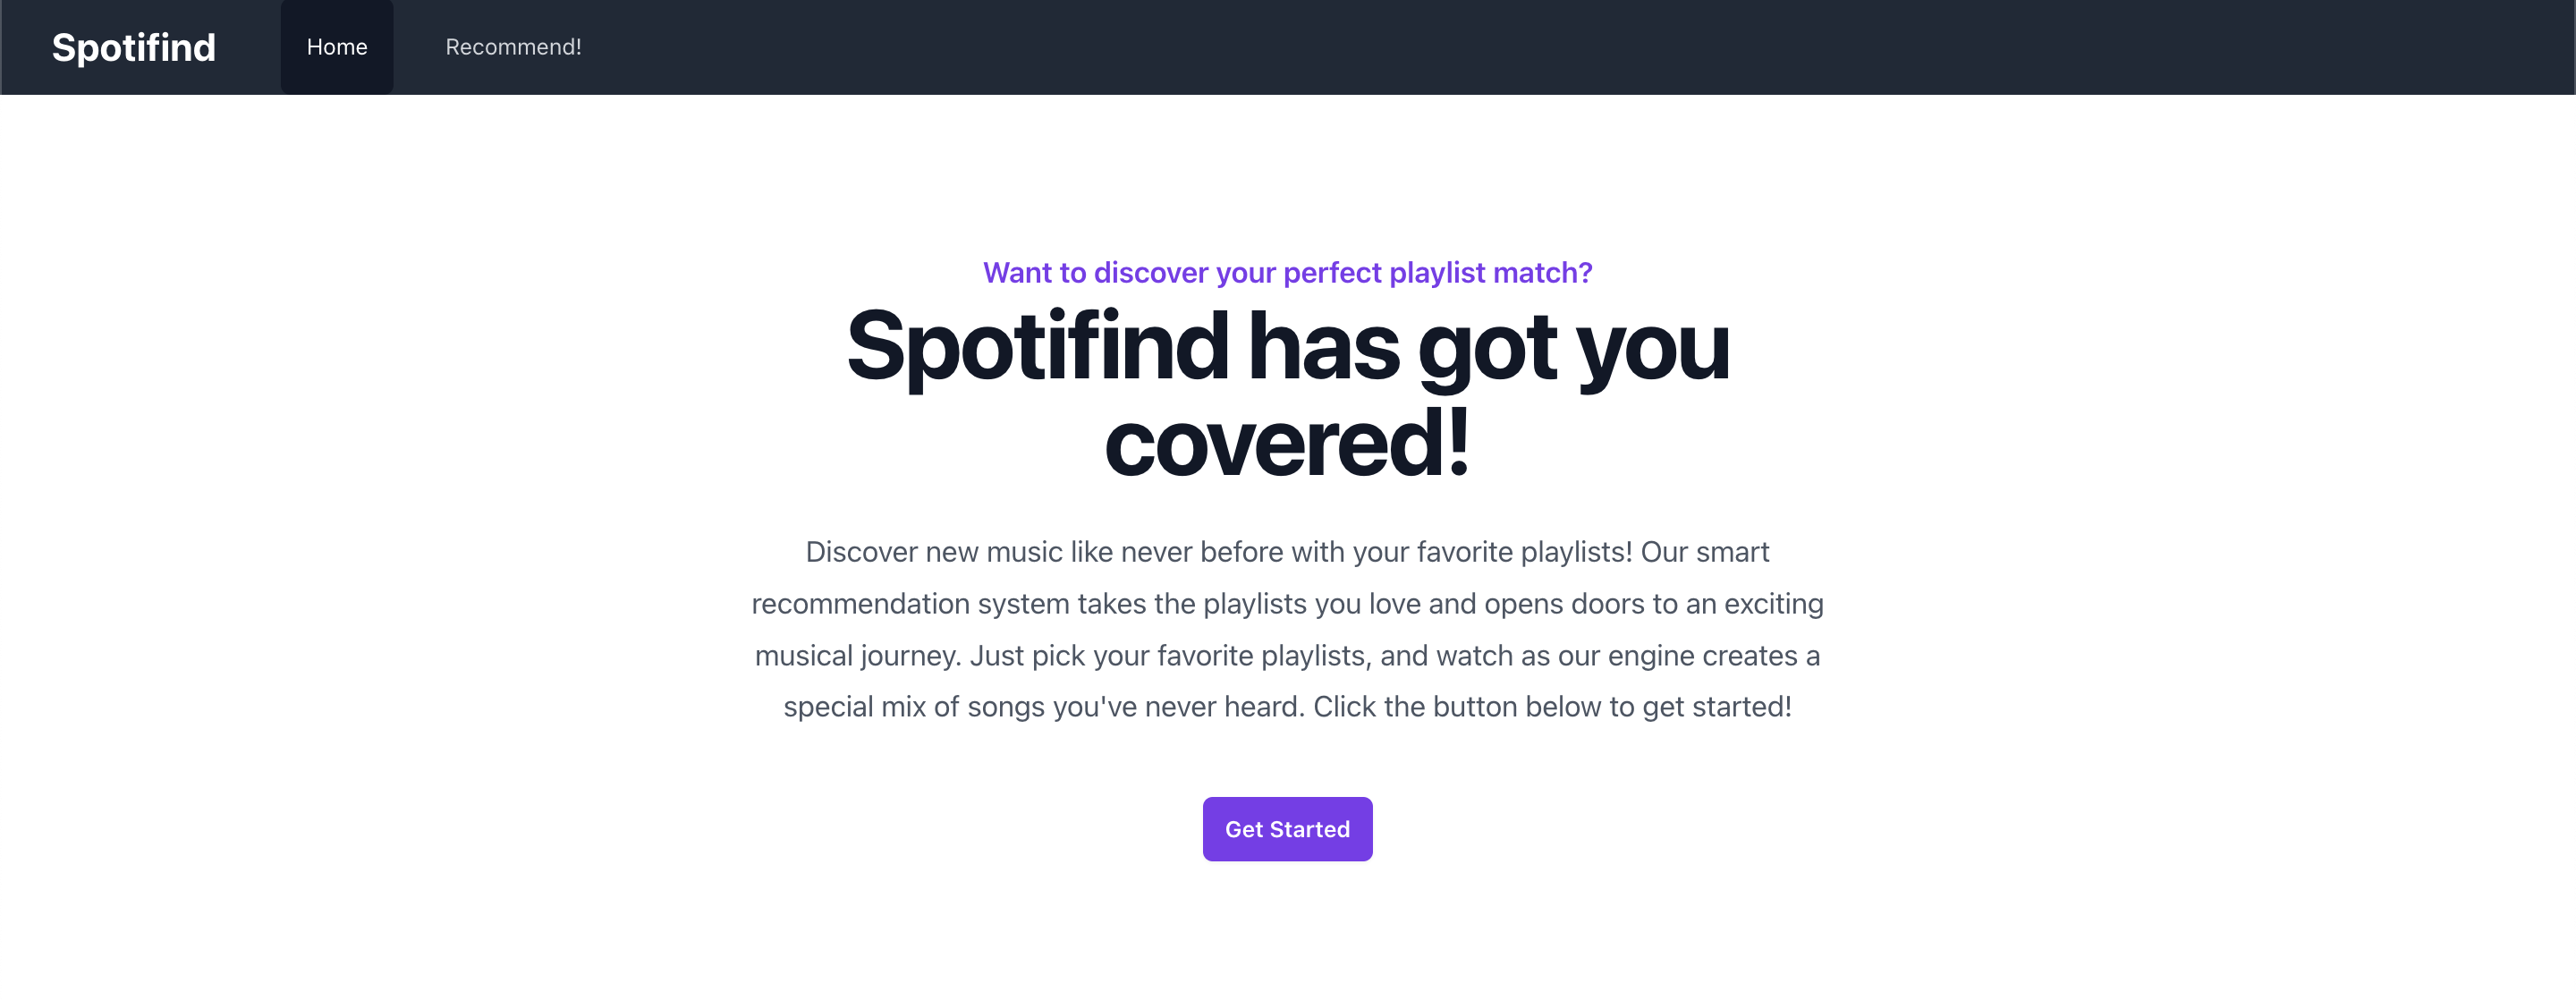 Spotifind
Home
Recommend!
Want to discover your perfect playlist match?
Spotifind has got you
covered!
Discover new music like never before with your favorite playlists! Our smart
recommendation system takes the playlists you love and opens doors to an exciting
musical journey. Just pick your favorite playlists, and watch as our engine creates a
special mix of songs you've never heard. Click the button below to get started!
Get Started